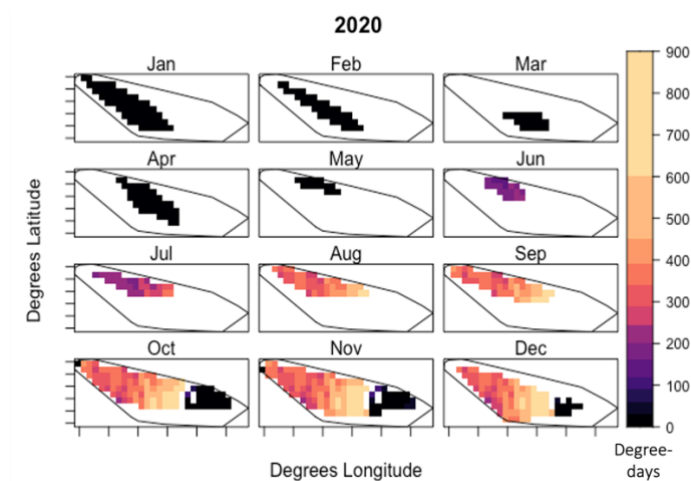 2020
Jan Feb Mar
Apr May Jun
Jul Aug Sep
Oct Nov Dec
Degrees Latitude
Degrees Longitude
900
800
700
600
500
400
300
200
100
0
Degree-
days